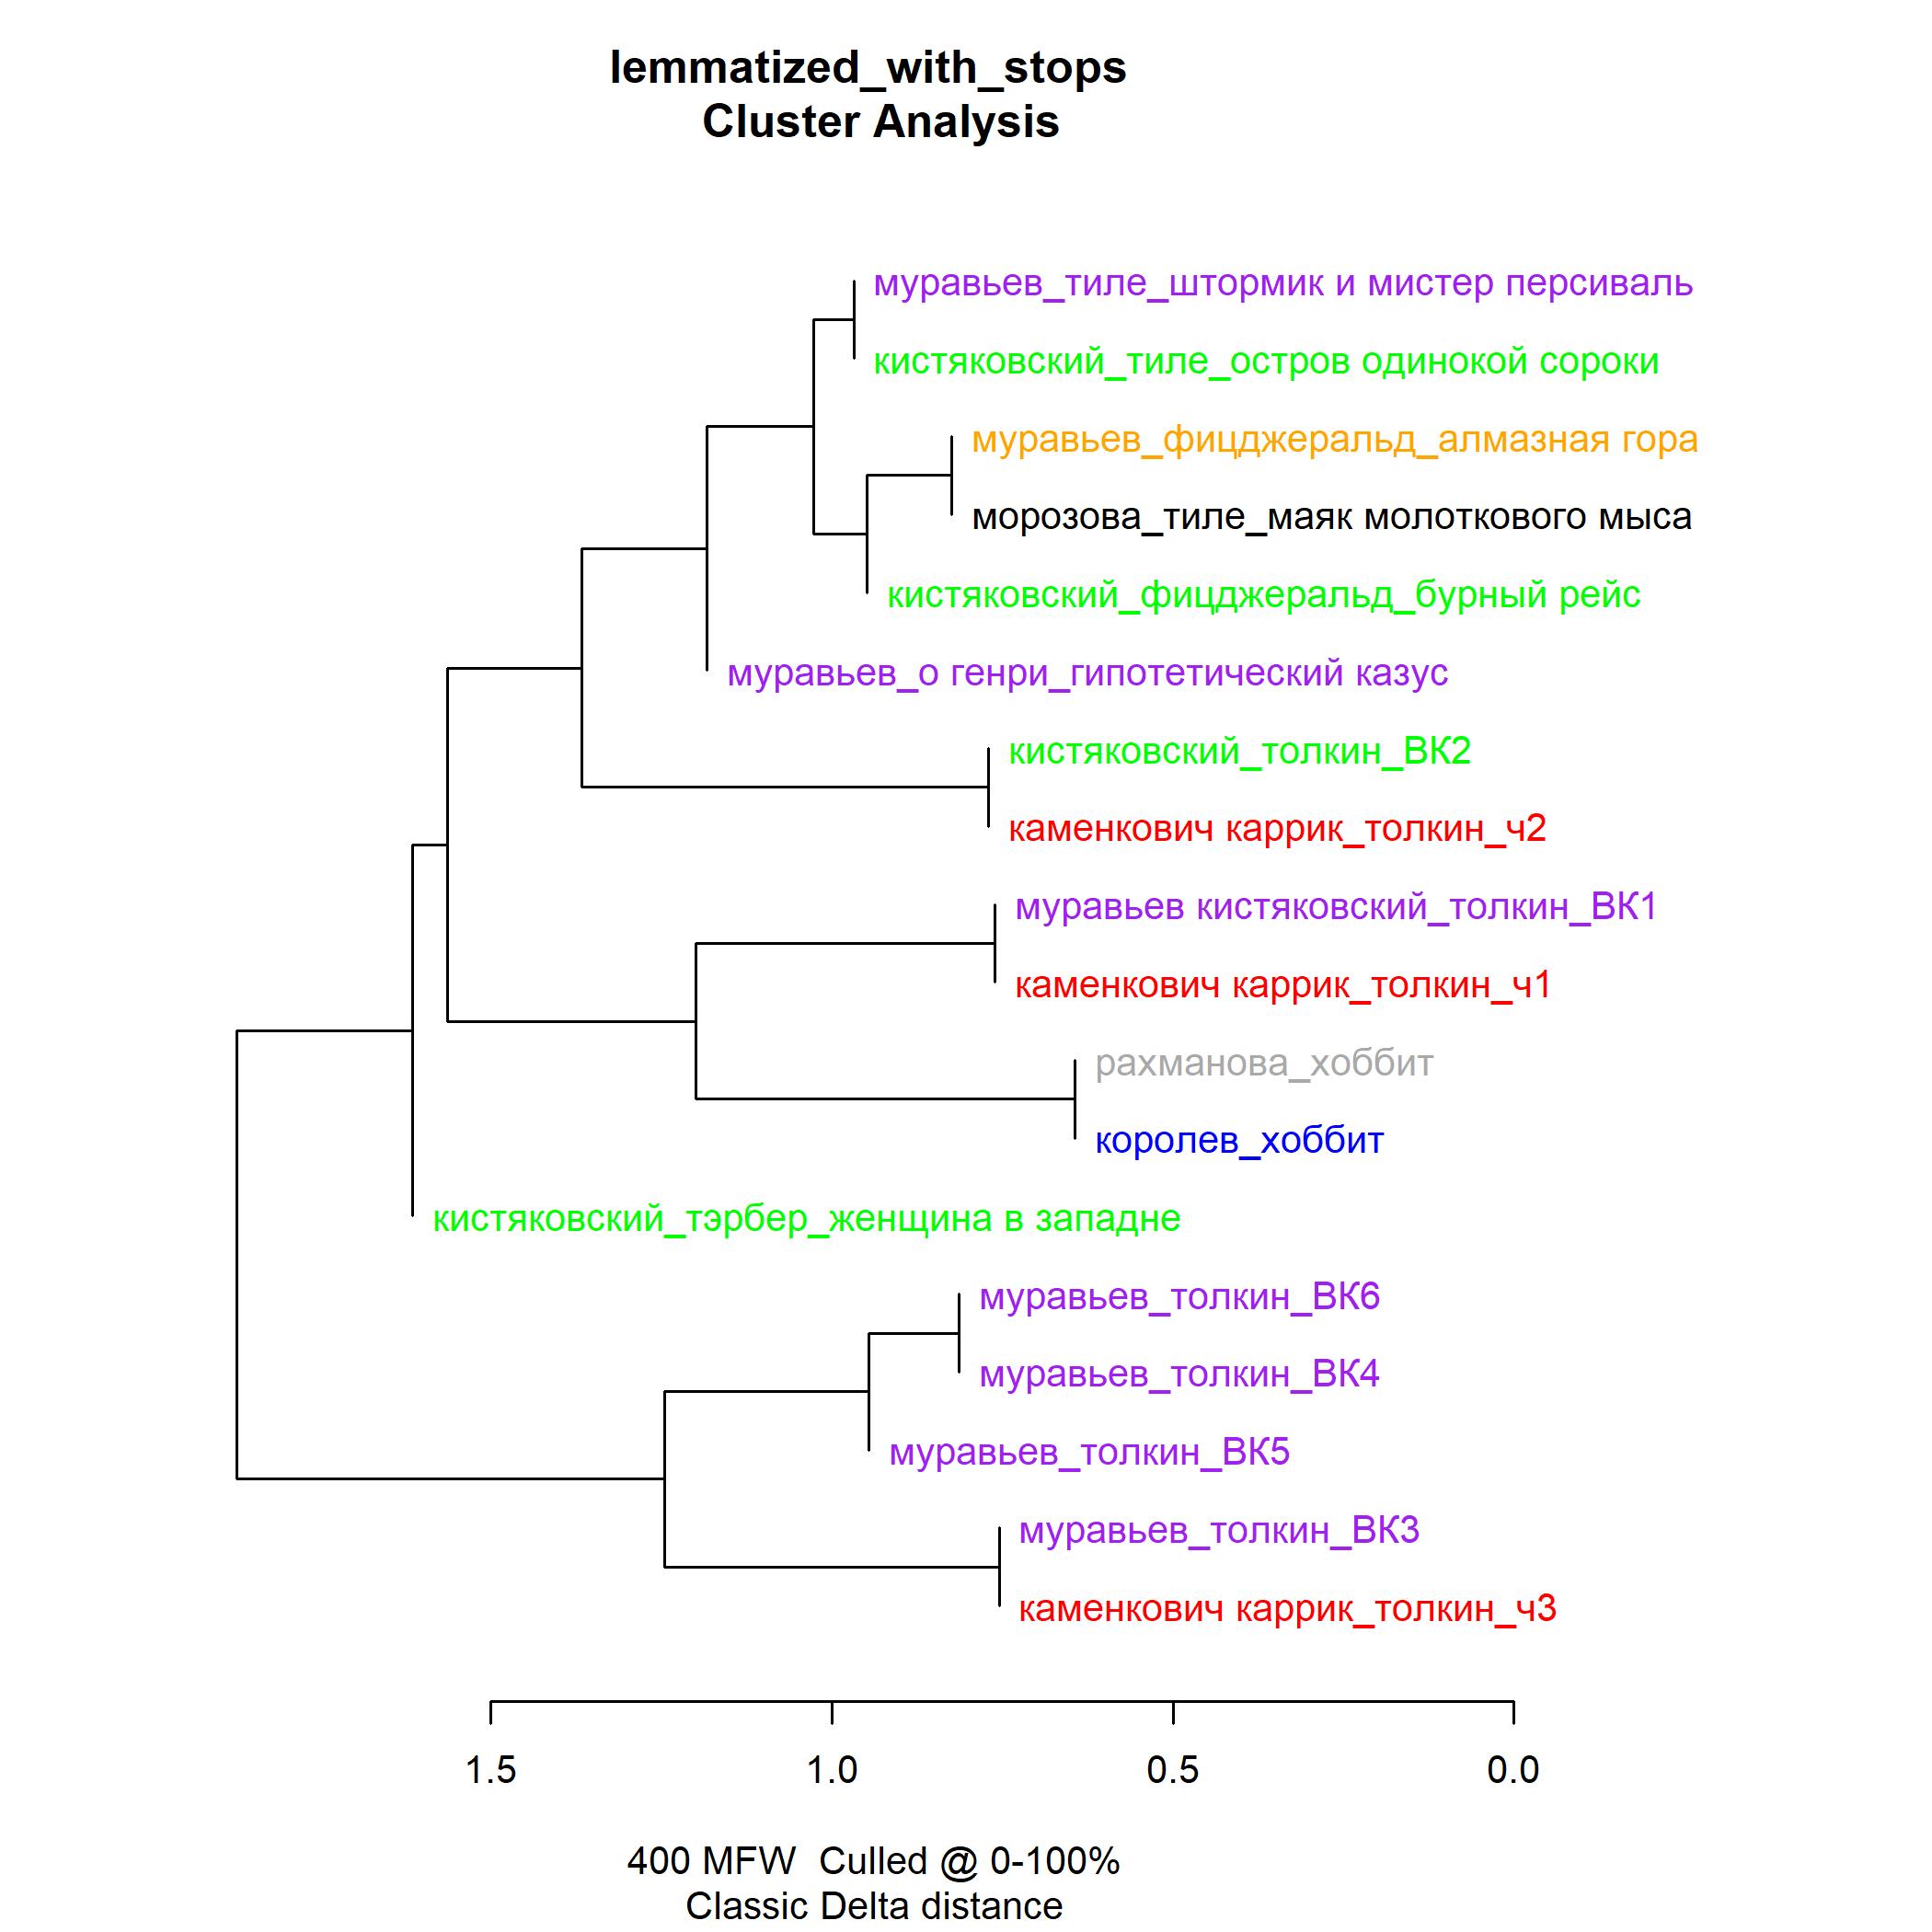 lemmatized_with_stops
Cluster Analysis
муравьев_тиле_штормик и мистер персиваль
кистяковский_тиле_остров одинокой сороки
муравьев_фицджеральд_алмазная гора
морозова_тиле_маяк молоткового мыса
кистяковский_фицджеральд_бурный рейс
муравьев_о генри_гипотетический казус
кистяковский_толкин_ВК2
каменкович каррик_толкин_ч2
муравьев кистяковский_толкин_ВК1
каменкович каррик_толкин_ч1
рахманова_хоббит
королев_хоббит
кистяковский_тэрбер_женщина в западне
муравьев_толкин_ВК6
муравьев_толкин_ВК4
муравьев_толкин_ВК5
муравьев_толкин_ВК3
каменкович каррик_толкин_ч3
1.5 1.0 0.5 0.0
400 MFW  Culled @ 0-100%
Classic Delta distance